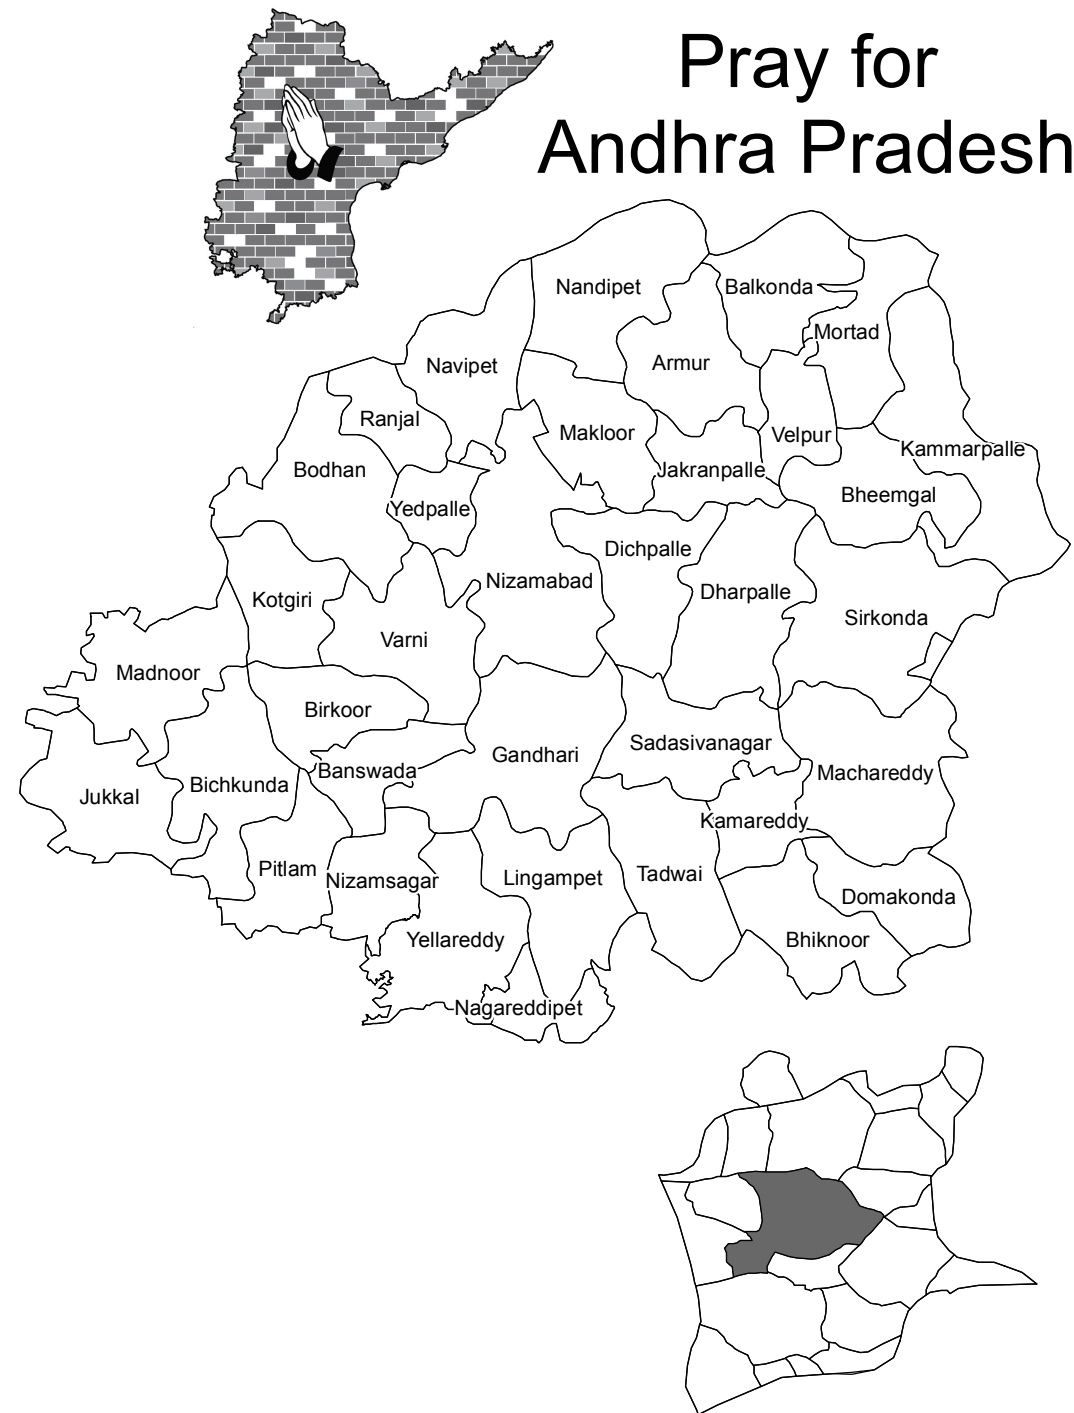 Pray for
Andhra Pradesh
Nandipet
Balkonda
Mortad
Navipet
Armur
Ranjal
Makloor
Velpur
Kammarpalle
Bodhan
Jakranpalle
Yedpalle
Bheemgal
Dichpalle
Nizamabad
Dharpalle
Kotgiri
Sirkonda
Varni
Madnoor
Birkoor
Gandhari
Sadasivanagar
Banswada
Machareddy
Jukkal
Bichkunda
Kamareddy
Pitlam
Nizamsagar
Lingampet
Tadwai
Domakonda
Yellareddy
Bhiknoor
Nagareddipet